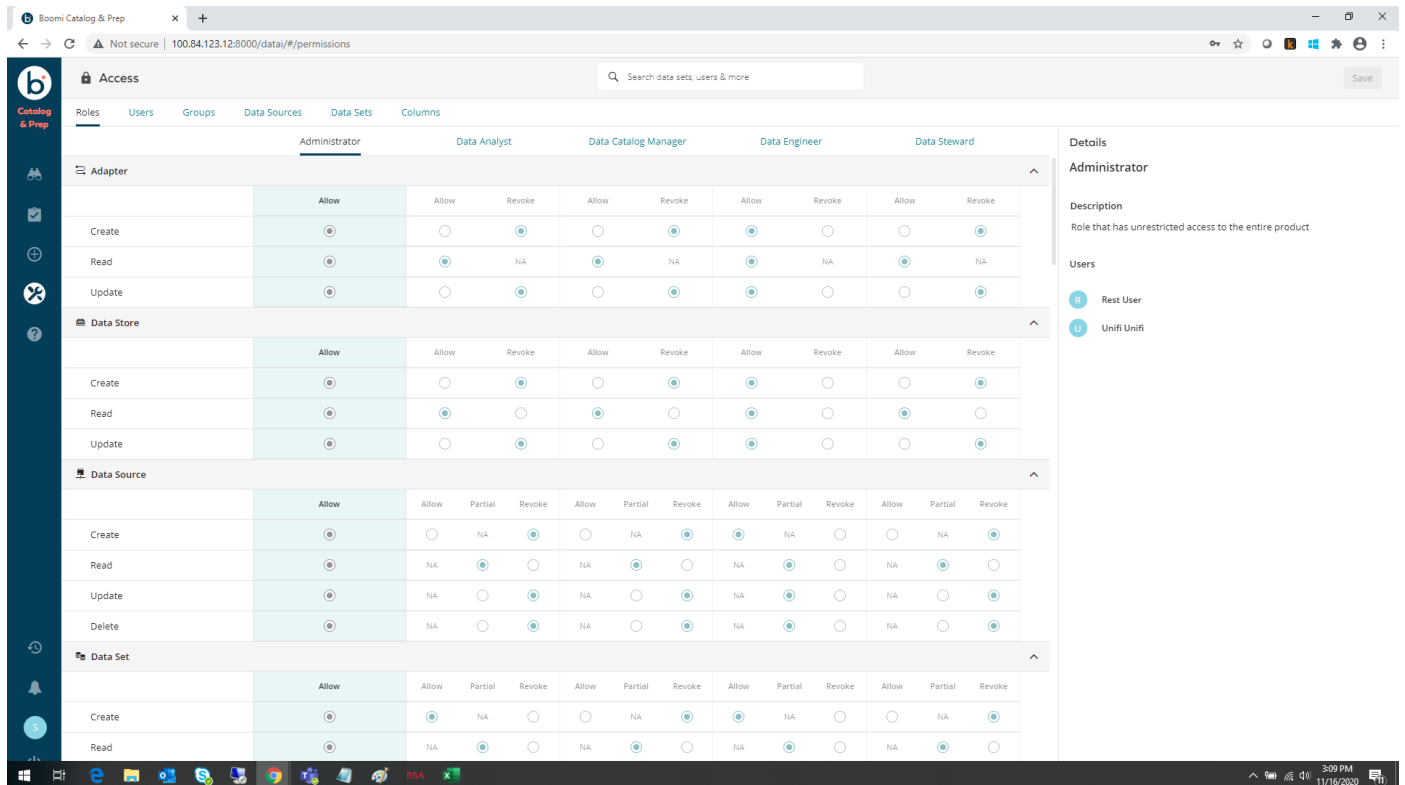 b Boomi Catalog & Prep × +
Not secure | 100.84.123.12:8000/datai/#/permissions k
b Access Search data sets, users & more Save
Catalog & Prep
Roles Users Groups Data Sources Data Sets Columns
Administrator Data Analyst Data Catalog Manager Data Engineer Data Steward
Adapter
Allow Allow Revoke Allow Revoke Allow Revoke Allow Revoke
Create
Read NA NA NA NA
Update
Data Store
Allow Allow Revoke Allow Revoke Allow Revoke Allow Revoke
Create
Read
Update
Data Source
Allow Allow Partial Revoke Allow Partial Revoke Allow Partial Revoke Allow Partial Revoke
Create NA NA NA NA
Read NA NA NA NA
Update NA NA NA NA
Delete NA NA NA NA
Data Set
Allow Allow Partial Revoke Allow Partial Revoke Allow Partial Revoke Allow Partial Revoke
Create NA NA NA NA
Read NA NA NA NA
Details
Administrator
Description
Role that has unrestricted access to the entire product
Users
R Rest User
U Unifi Unifi
S
RSA
3:09 PM
11/16/2020